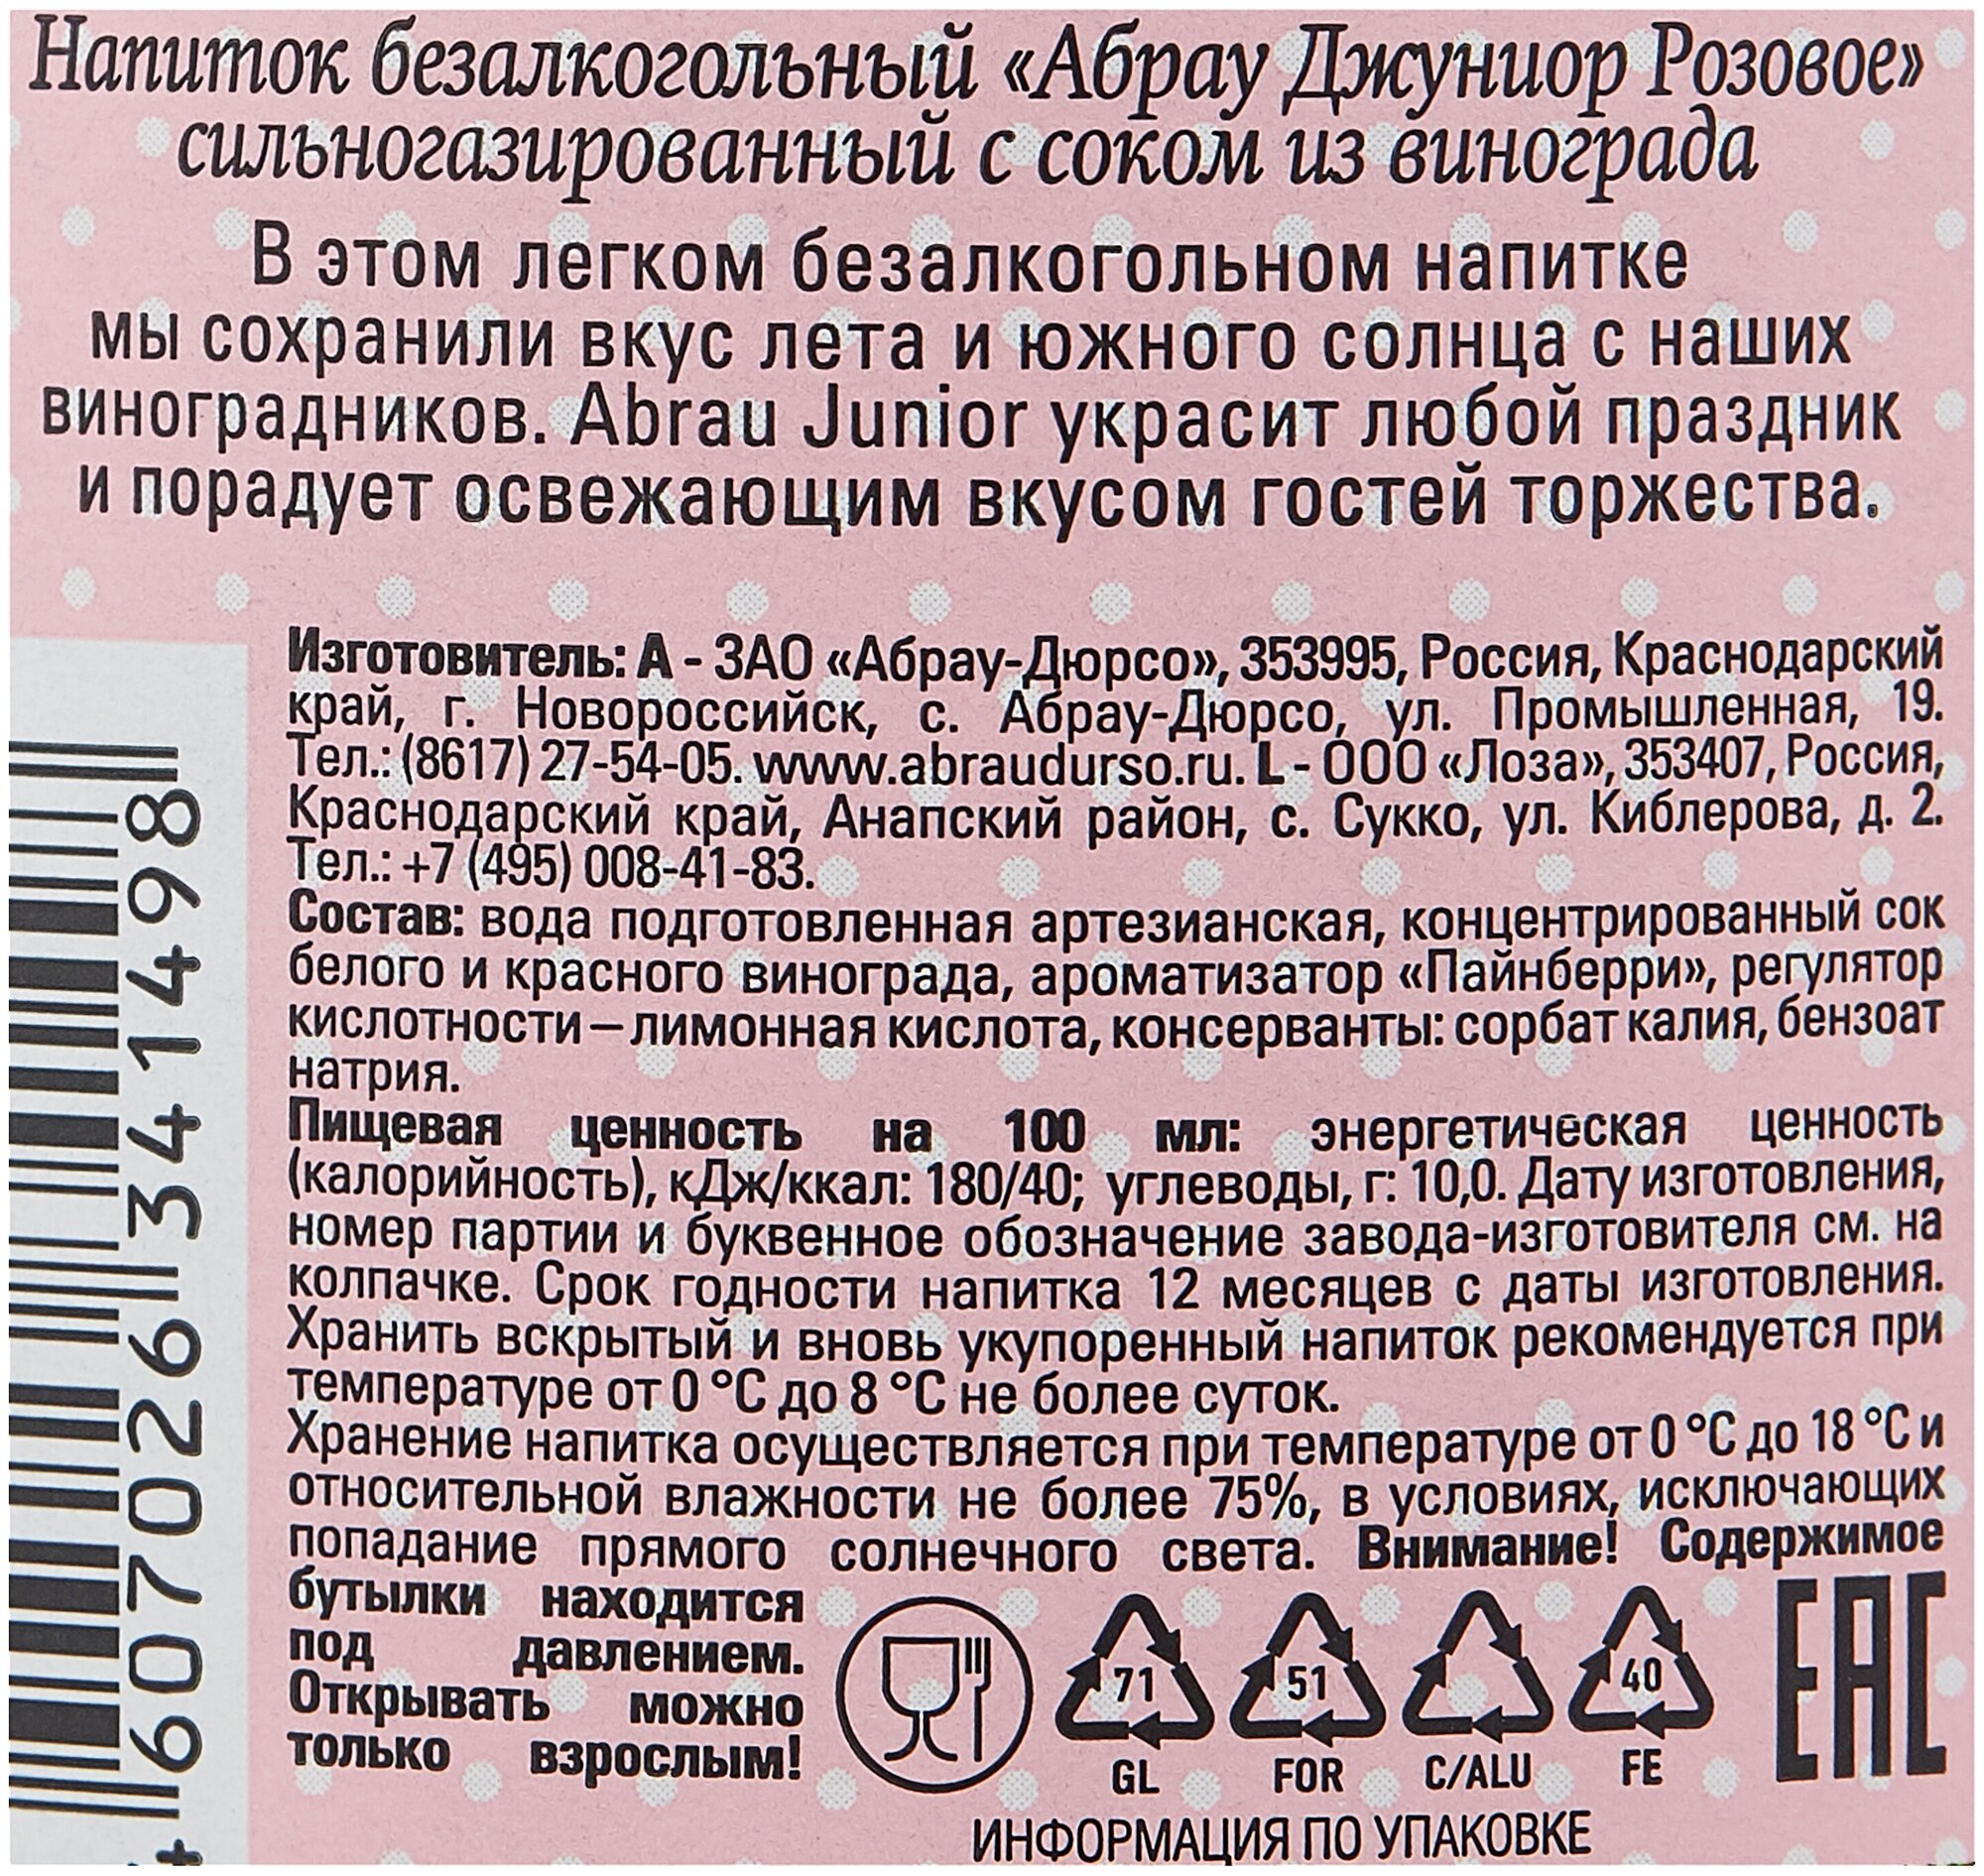 Напиток безалкогольный «Абрау Джуниор Розовое»
сильногазированный с соком из винограда
В этом легком безалкогольном напитке
мы сохранили вкус лета и южного солнца с наших
виноградников. Abrau Junior украсит любой праздник
и порадует освежающим вкусом гостей торжества.
Изготовитель: А - ЗАО «Абрау-Дюрсо», 353995, Россия, Краснодарский
край, г. Новороссийск, с. Абрау-Дюрсо, ул. Промышленная, 19.
Тел.: (8617) 27-54-05. www.abraudurso.ru. L - ООО «Лоза», 353407, Россия,
Краснодарский край, Анапский район, с. Сукко, ул. Киблерова, д. 2.
Тел.: +7 (495) 008-41-83.
Состав: вода подготовленная артезианская, концентрированный сок
белого и красного винограда, ароматизатор «Пайнберри», регулятор
кислотности – лимонная кислота, консерванты: сорбат калия, бензоат
натрия.
Пищевая ценность на 100 мл: энергетическая ценность
(калорийность), кДж/ккал: 180/40; углеводы, г: 10,0. Дату изготовления,
номер партии и буквенное обозначение завода-изготовителя см. на
колпачке. Срок годности напитка 12 месяцев с даты изготовления.
Хранить вскрытый и вновь укупоренный напиток рекомендуется при
температуре от 0 °С до 8 °С не более суток.
Хранение напитка осуществляется при температуре от 0 °С до 18 °С и
относительной влажности не более 75%, в условиях, исключающих
попадание прямого солнечного света. Внимание! Содержимое
бутылки находится
под давлением.
Открывать можно
только взрослым!
71
GL
51
FOR
C/ALU
40
FE
EAC
ИНФОРМАЦИЯ ПО УПАКОВКЕ
4 607026 341498